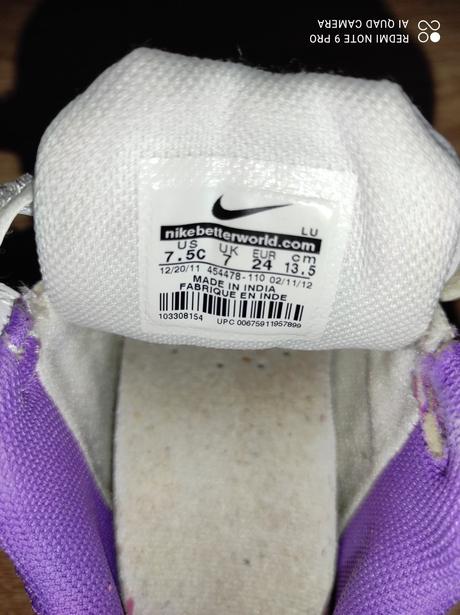 REDMI NOTE 9 PRO
AI QUAD CAMERA
LU
nikebetterworld.com
US UK EUR cm
7.5C 7 24 13.5
12/20/11 454478-110 02/11/12
MADE IN INDIA
FABRIQUE EN INDE
103308154 UPC 00675911957899